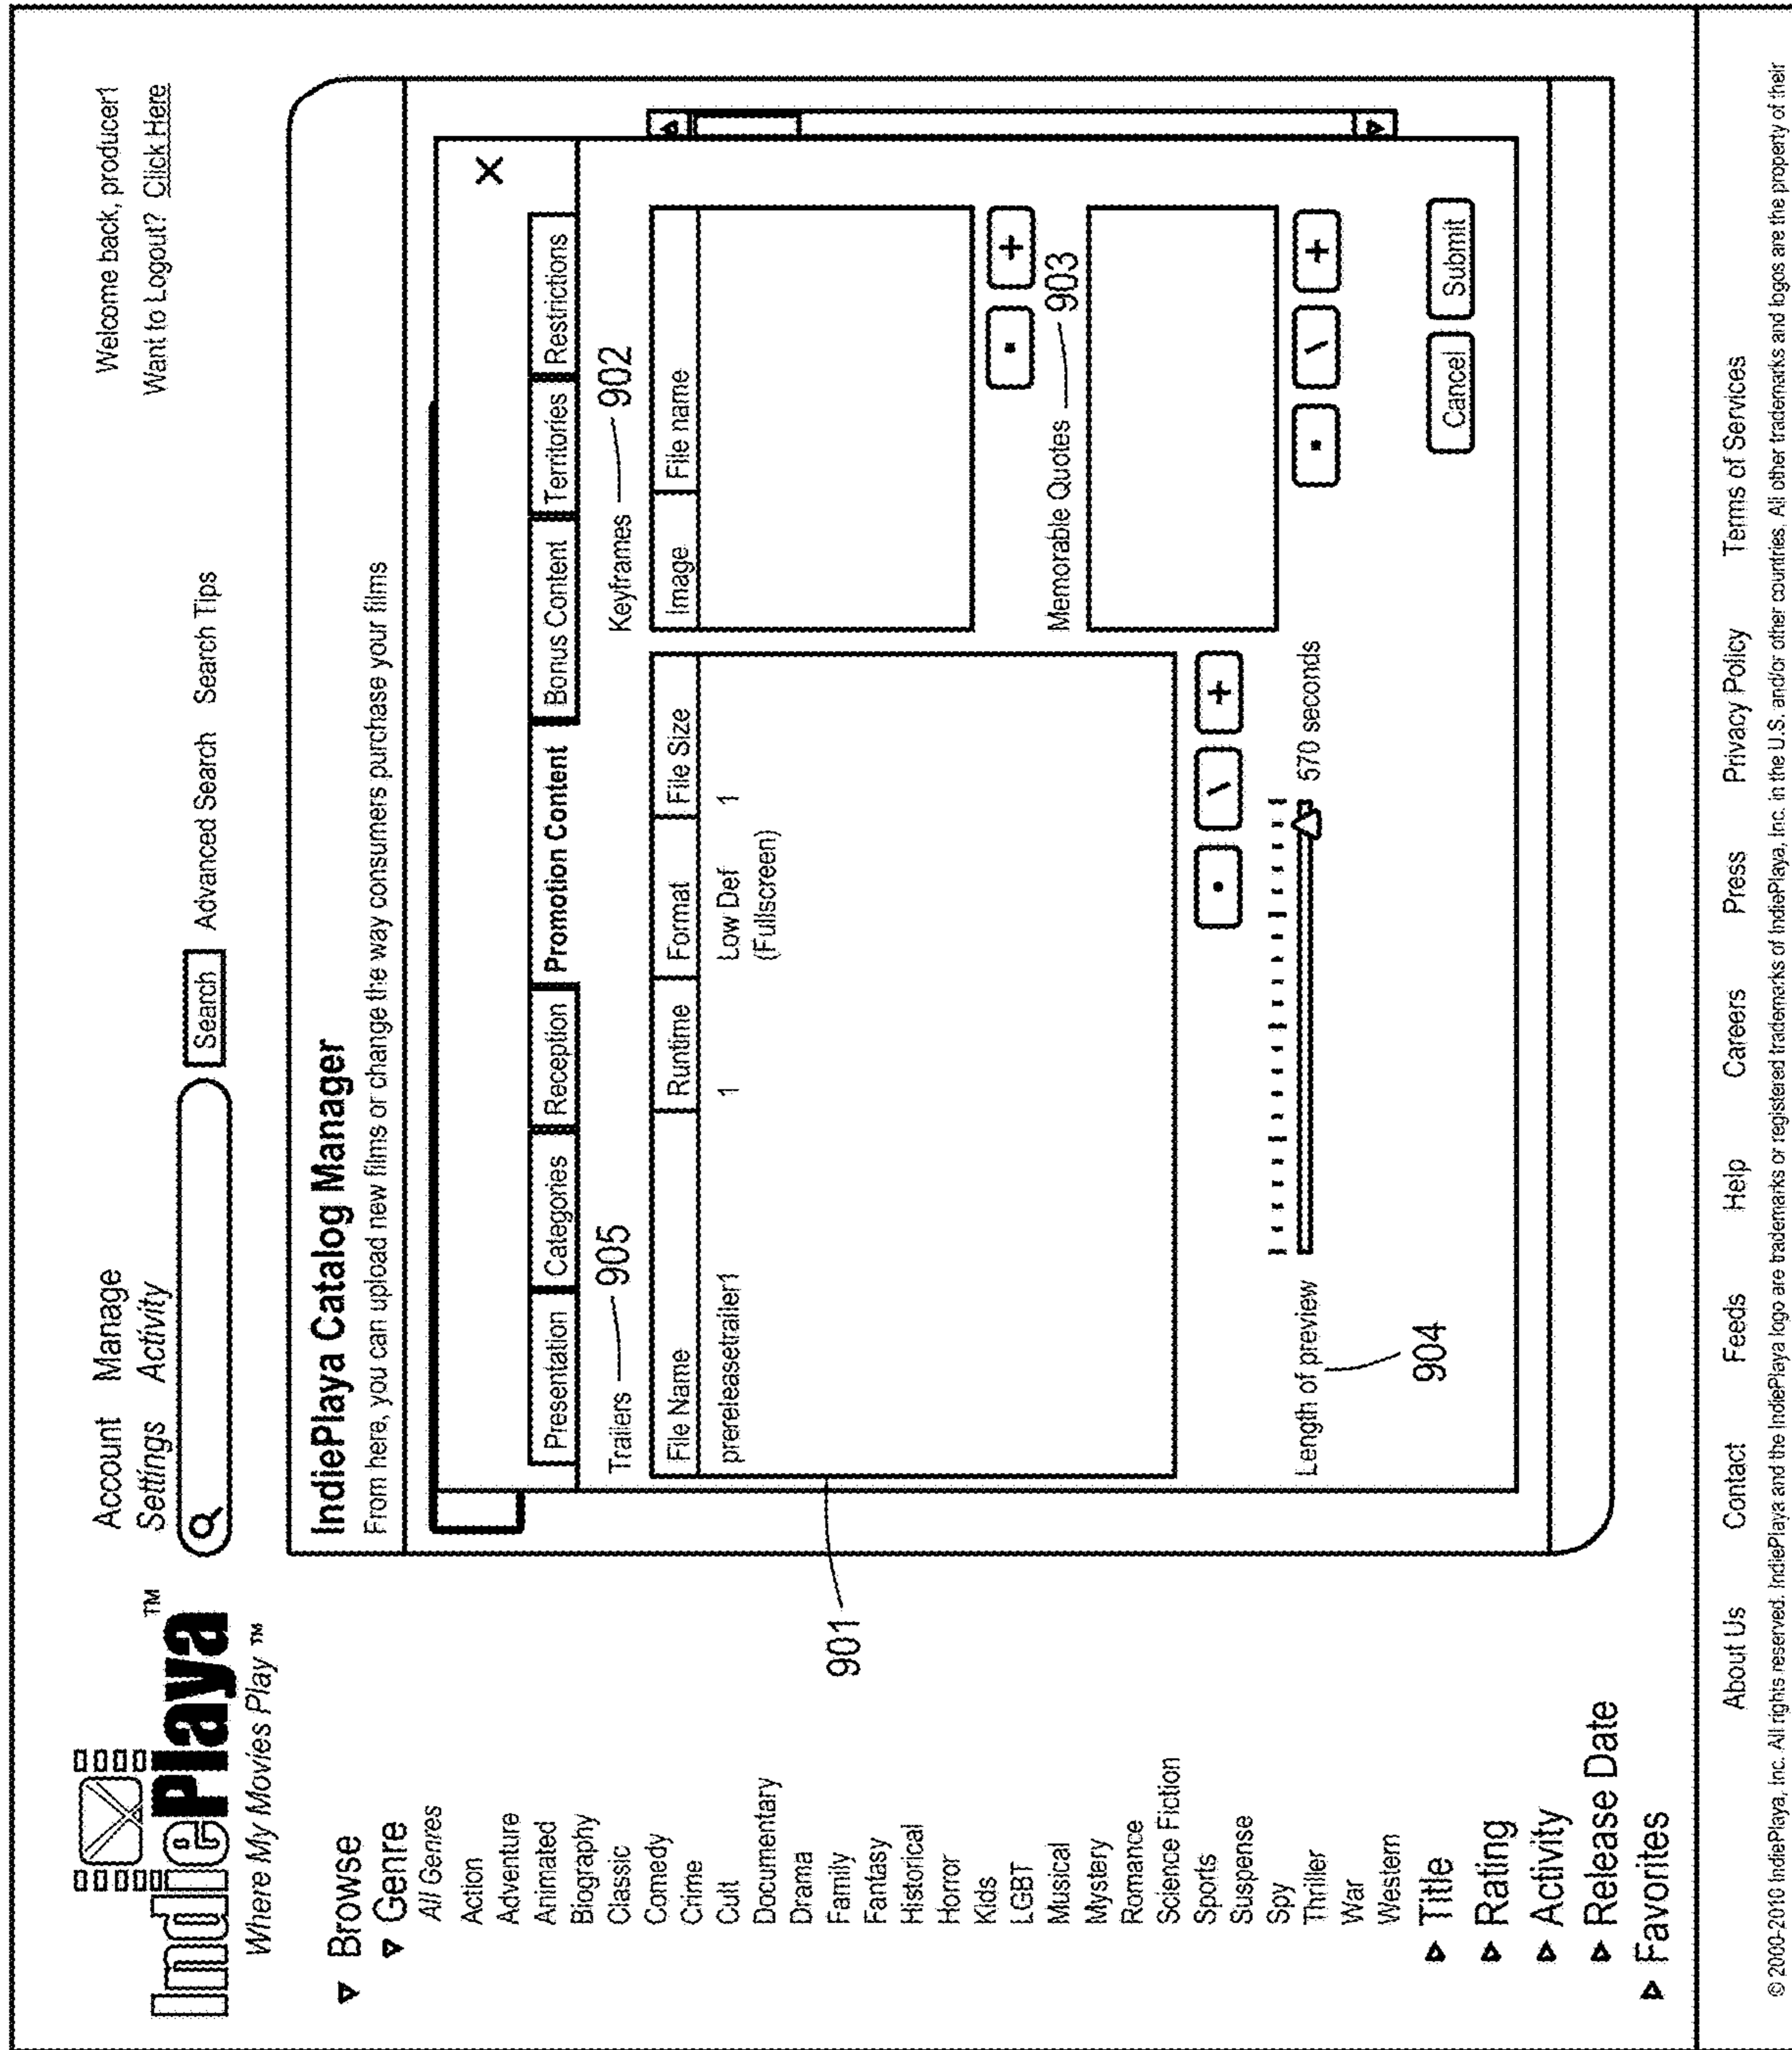 IndiePlaya TM
Where My Movies Play TM
Account Settings
Manage Activity
Search
Advanced Search Search Tips
Welcome back, producer1
Want to Logout? Click Here
Browse
Genre
All Genres
Action
Adventure
Animated
Biography
Classic
Comedy
Crime
Cult
Documentary
Drama
Family
Fantasy
Historical
Horror
Kids
LGBT
Musical
Mystery
Romance
Science Fiction
Sports
Suspense
Spy
Thriller
War
Western
Title
Rating
Activity
Release Date
Favorites
IndiePlaya Catalog Manager
From here, you can upload new films or change the way consumers purchase your films
X
Presentation Categories Reception Promotion Content Bonus Content Territories Restrictions
Trailers 905
File Name Runtime Format File Size
prereleasetrailer1 1 Low Def 1
(Fullscreen)
901
Length of preview 570 seconds
904
Keyframes 902
Image File name
Memorable Quotes 903
Cancel Submit
About Us Contact Feeds Help Careers Press Privacy Policy Terms of Services
© 2000-2010 IndiePlaya, Inc. All rights reserved. IndiePlaya and the IndiePlaya logo are trademarks or registered trademarks of IndiePlaya, Inc. in the U.S. and/or other countries. All other trademarks and logos are the property of their